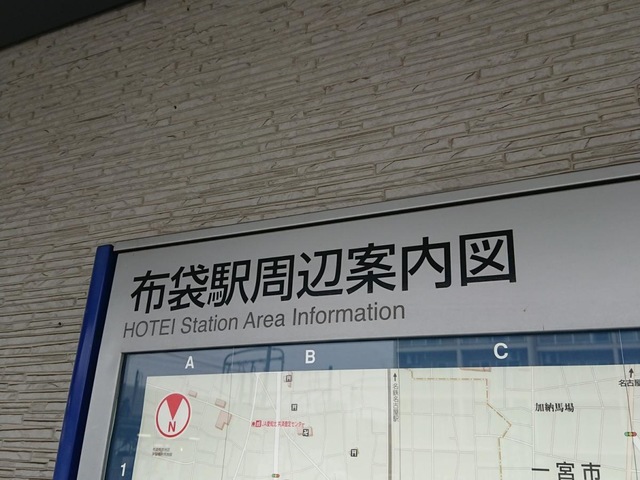 布袋駅周辺案内図
HOTEI Station Area Information
A B C
N
加納馬場
1
一宮市